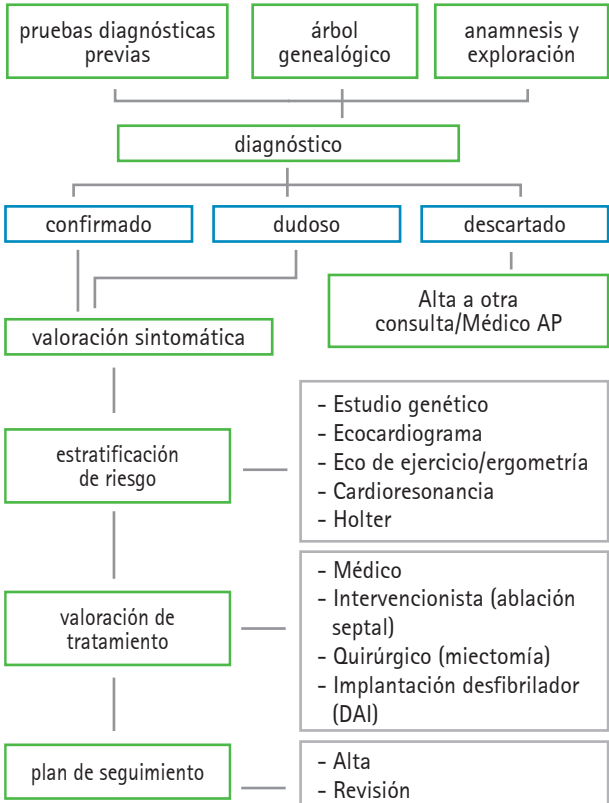 pruebas diagnósticas
previas
árbol
genealógico
anamnesis y
exploración
diagnóstico
confirmado
dudoso
descartado
Alta a otra
consulta/Médico AP
valoración sintomática
estratificación
de riesgo
- Estudio genético
- Ecocardiograma
- Eco de ejercicio/ergometría
- Cardioresonancia
- Holter
valoración de
tratamiento
- Médico
- Intervencionista (ablación
septal)
- Quirúrgico (miectomía)
- Implantación desfibrilador
(DAI)
plan de seguimiento
- Alta
- Revisión